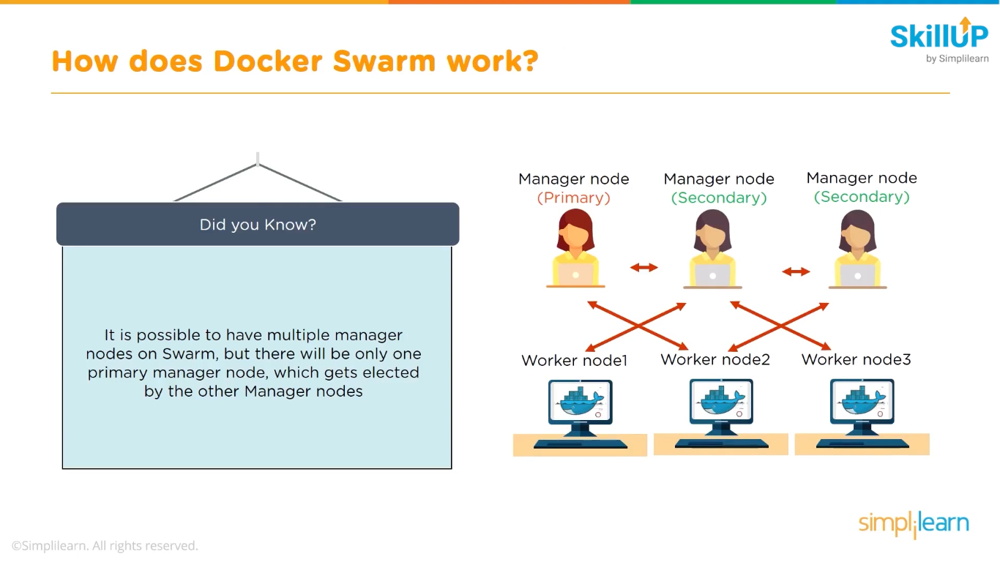 SkillUP
by Simplilearn
How does Docker Swarm work?
Did you Know?
It is possible to have multiple manager
nodes on Swarm, but there will be only one
primary manager node, which gets elected
by the other Manager nodes
Manager node
(Primary)
Manager node
(Secondary)
Manager node
(Secondary)
Worker node1
Worker node2
Worker node3
simplilearn
©Simplilearn. All rights reserved.